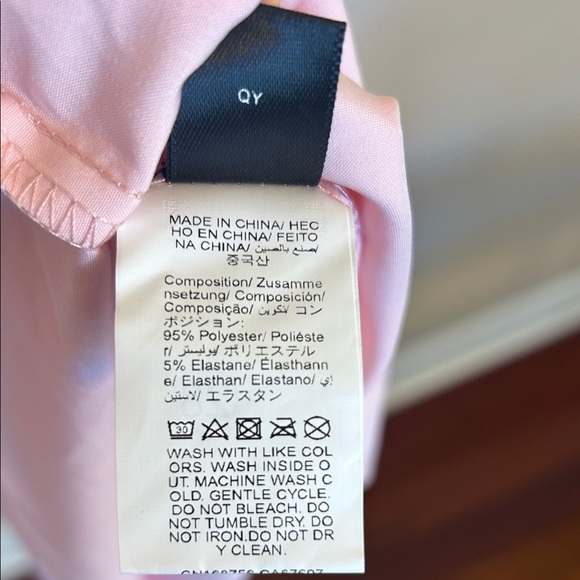 QY
MADE IN CHINA/ HEC
HO EN CHINA/ FEITO
NA CHINA/ صنع بالصين/
중국산
Composition/ Zusamme
nsetzung/ Composición/
Composição/ تكوين/ コン
ポジション:
95% Polyester/ Poliéste
r/ بوليستر/ ポリエステル
5% Elastane/ Élasthann
e/ Elasthan/ Elastano/ إي
لاستين/ エラスタン
30
WASH WITH LIKE COL
ORS. WASH INSIDE O
UT. MACHINE WASH C
OLD. GENTLE CYCLE.
DO NOT BLEACH. DO
NOT TUMBLE DRY. DO
NOT IRON.DO NOT DR
Y CLEAN.